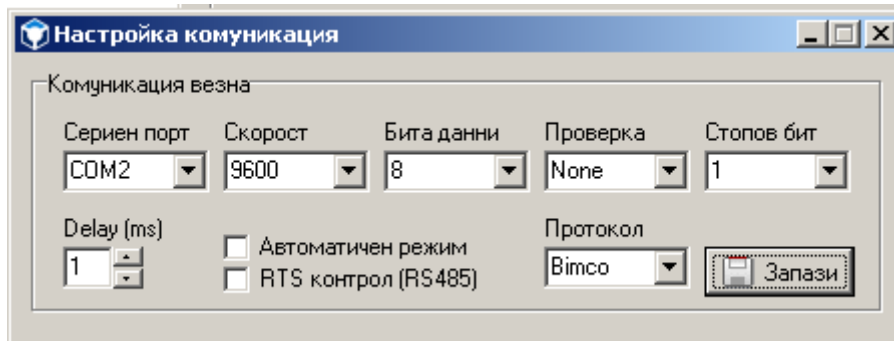 Настройка комуникация
Комуникация везна
Сериен порт Скорост Бита данни Проверка Стопов бит
COM2 9600 8 None 1
Delay (ms) Автоматичен режим Протокол
1 RTS контрол (RS485) Bimco Запази